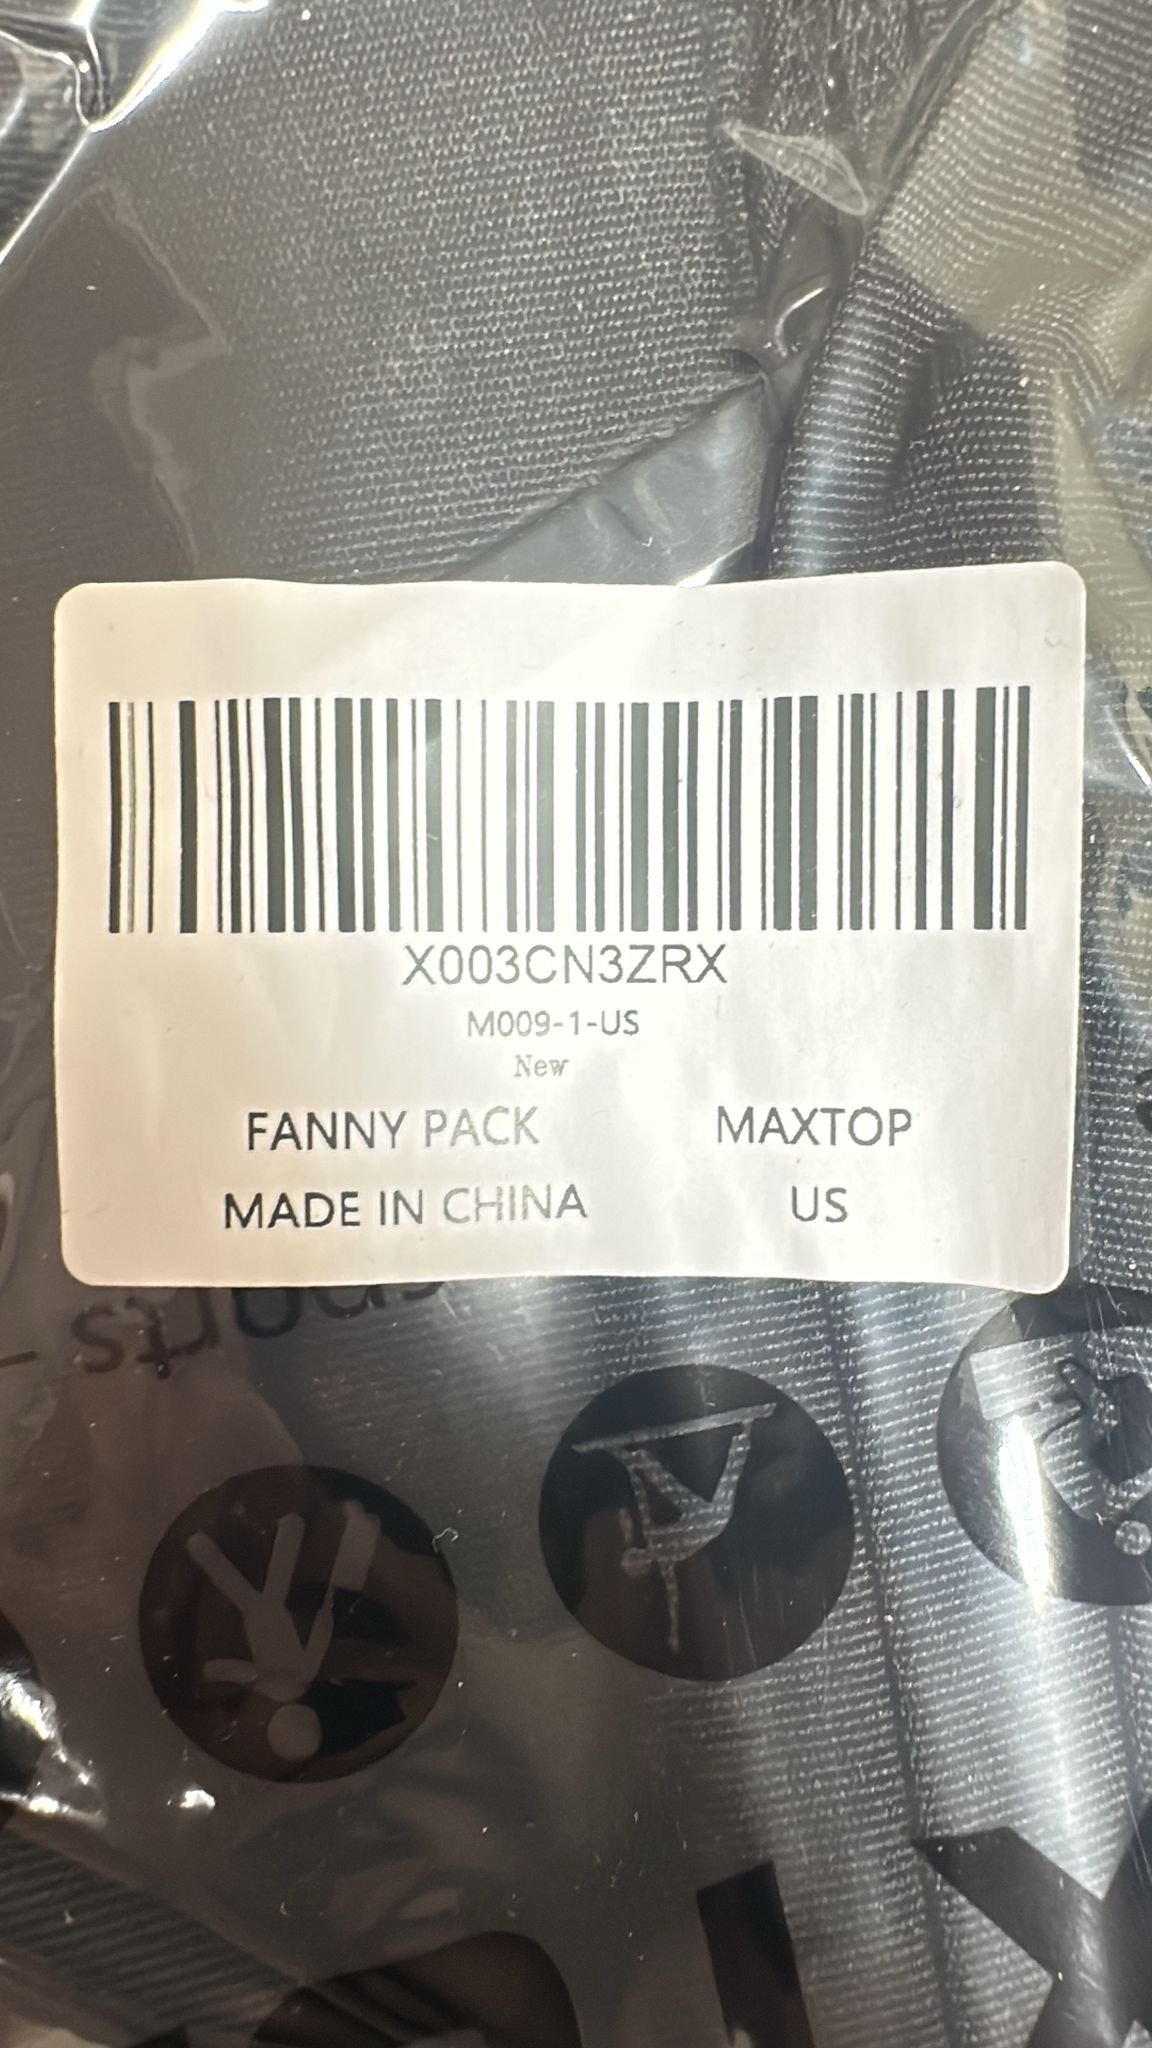 X003CN3ZRX
M009-1-US
New
FANNY PACK MAXTOP
MADE IN CHINA US